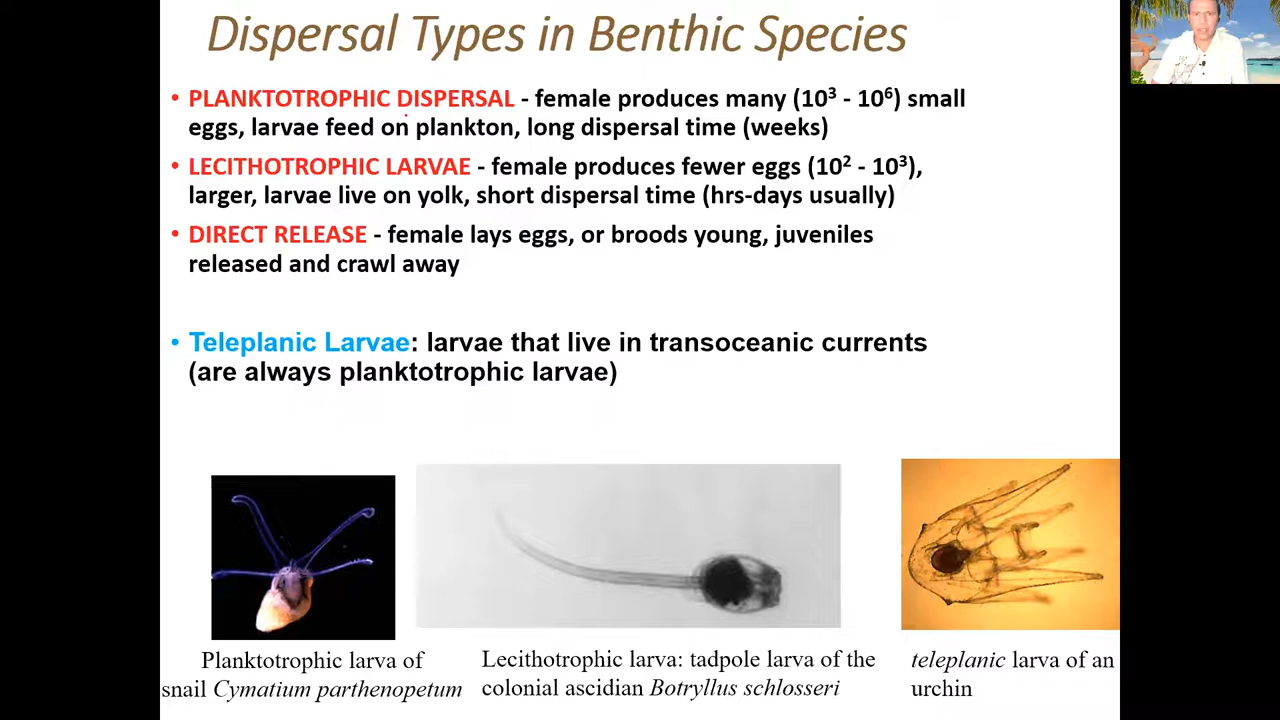 Dispersal Types in Benthic Species
• PLANKTOTROPHIC DISPERSAL - female produces many (10³ - 10⁶) small
eggs, larvae feed on plankton, long dispersal time (weeks)
• LECITHOTROPHIC LARVAE - female produces fewer eggs (10² - 10³),
larger, larvae live on yolk, short dispersal time (hrs-days usually)
• DIRECT RELEASE - female lays eggs, or broods young, juveniles
released and crawl away
• Teleplanic Larvae: larvae that live in transoceanic currents
(are always planktotrophic larvae)
Planktotrophic larva of
snail Cymatium parthenopetum
Lecithotrophic larva: tadpole larva of the
colonial ascidian Botryllus schlosseri
teleplanic larva of an
urchin